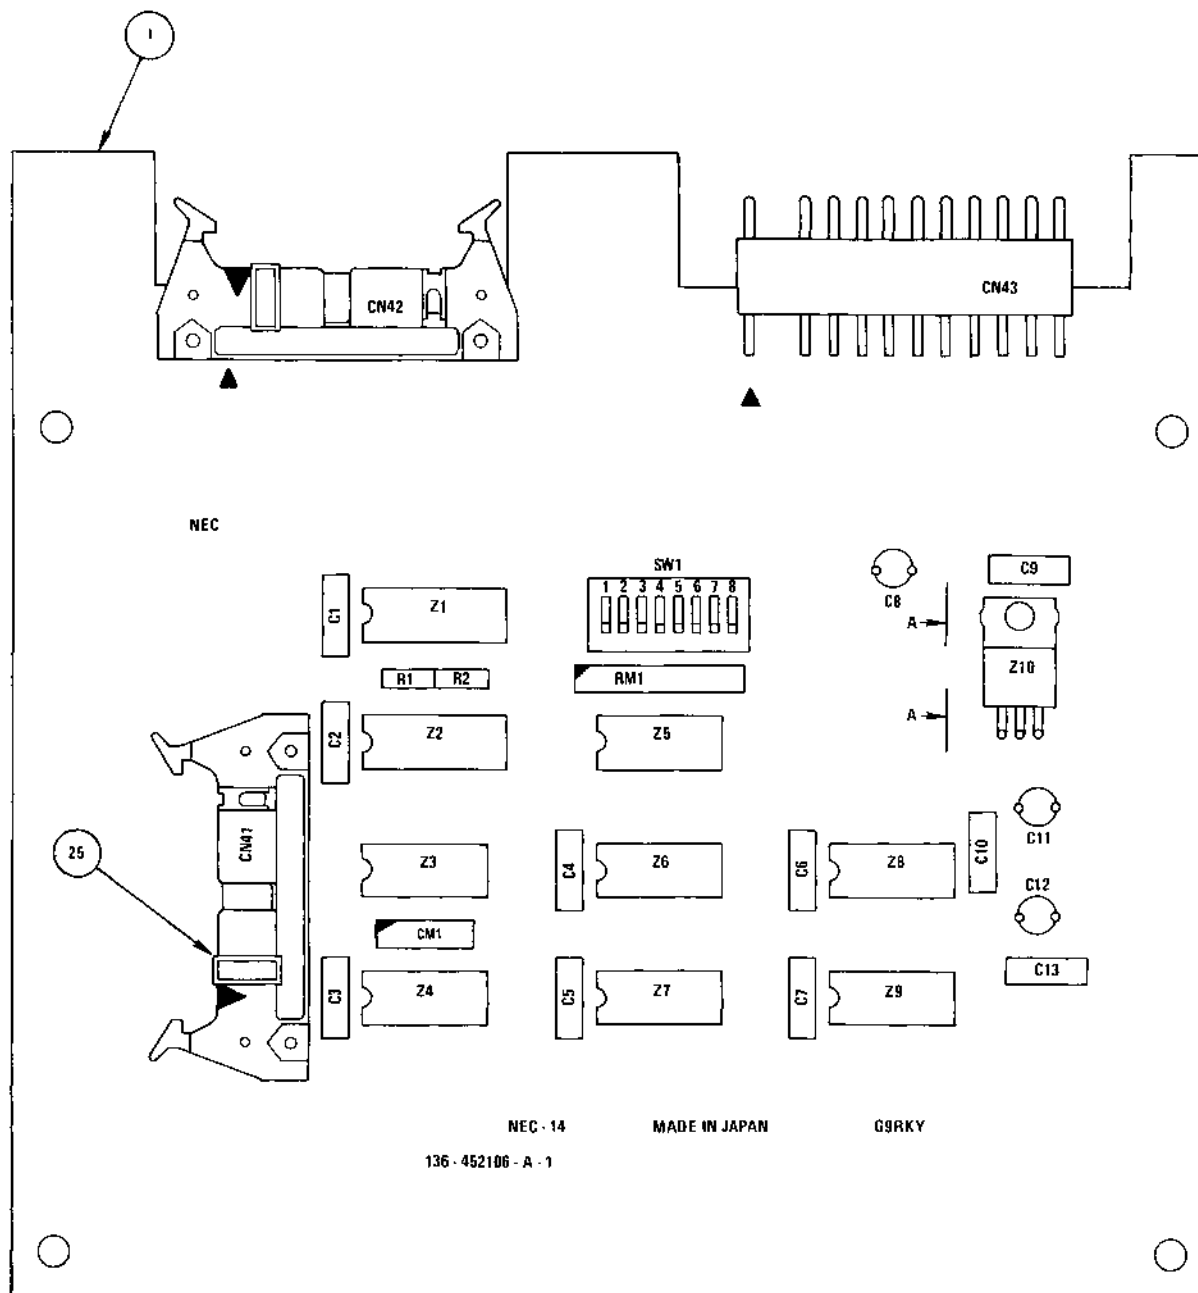 1
CN42
CN43
NEC
SW1
1 2 3 4 5 6 7 8
C1
Z1
C8
C9
A
R1 R2
RM1
Z10
C2
Z2
Z5
A
CN41
25
Z3
C4
Z6
C6
Z8
C10
C11
C12
CM1
C3
Z4
C5
Z7
C7
Z9
C13
NEC - 14 MADE IN JAPAN G9RKY
136 - 452106 - A - 1